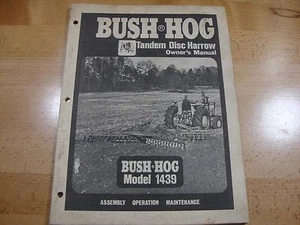 BUSH®HOG
Tandem Disc Harrow
Owner's Manual
BUSH HOG
Model 1439
ASSEMBLY OPERATION MAINTENANCE